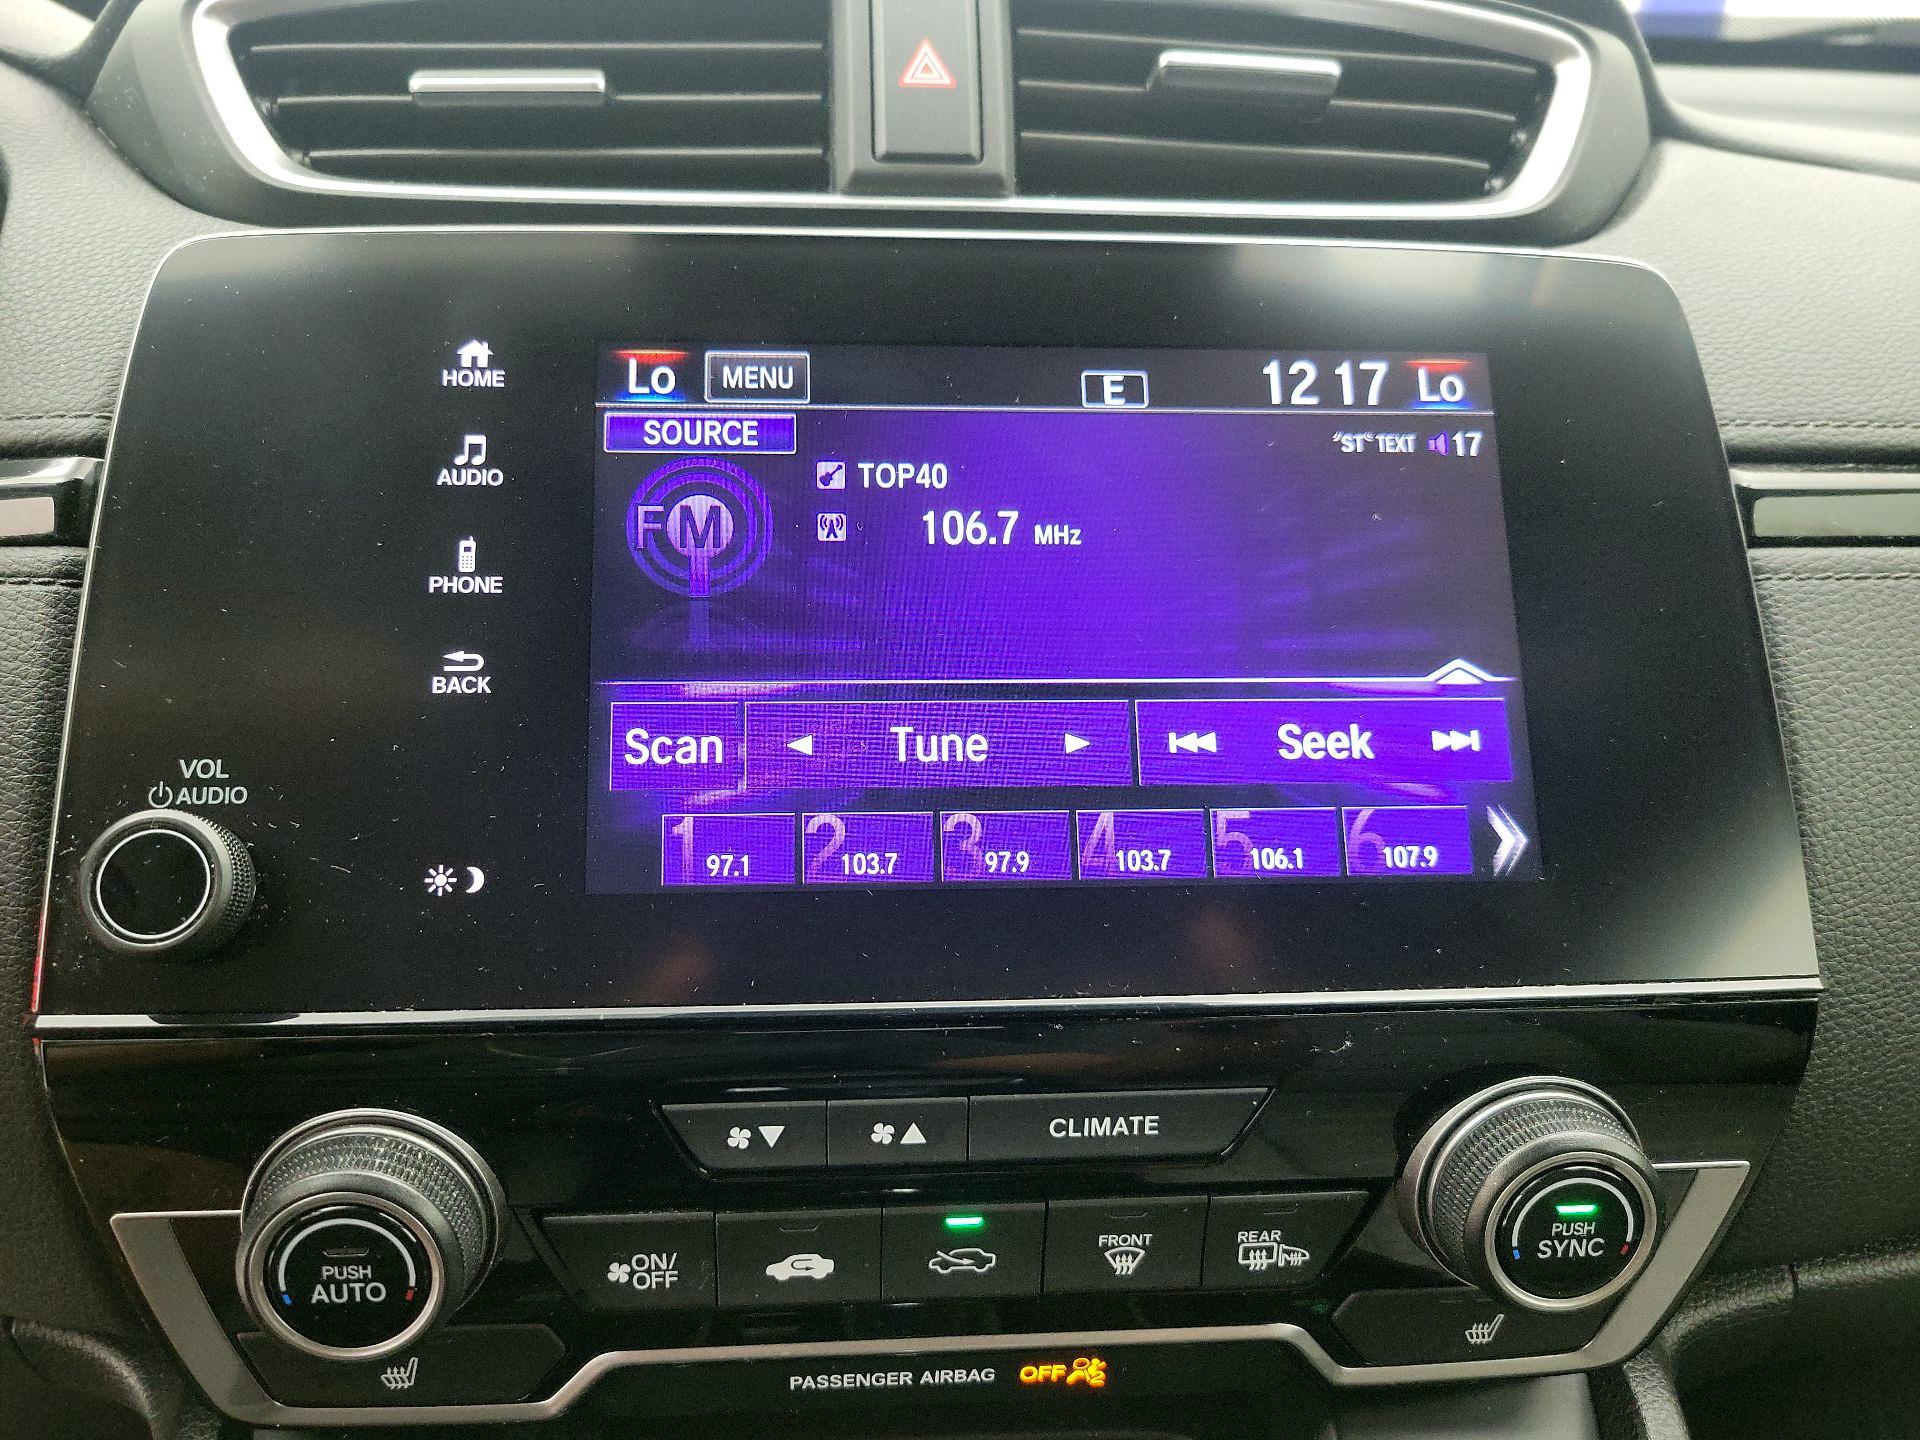 HOME
AUDIO
PHONE
BACK
VOL
AUDIO
Lo MENU E 12 17 Lo
SOURCE
"ST" TEXT 17
FM
TOP40
106.7 MHz
Scan Tune Seek
1 97.1 2 103.7 3 97.9 4 103.7 5 106.1 6 107.9
CLIMATE
PUSH
AUTO
ON/
OFF
FRONT
REAR
PUSH
SYNC
PASSENGER AIRBAG OFF